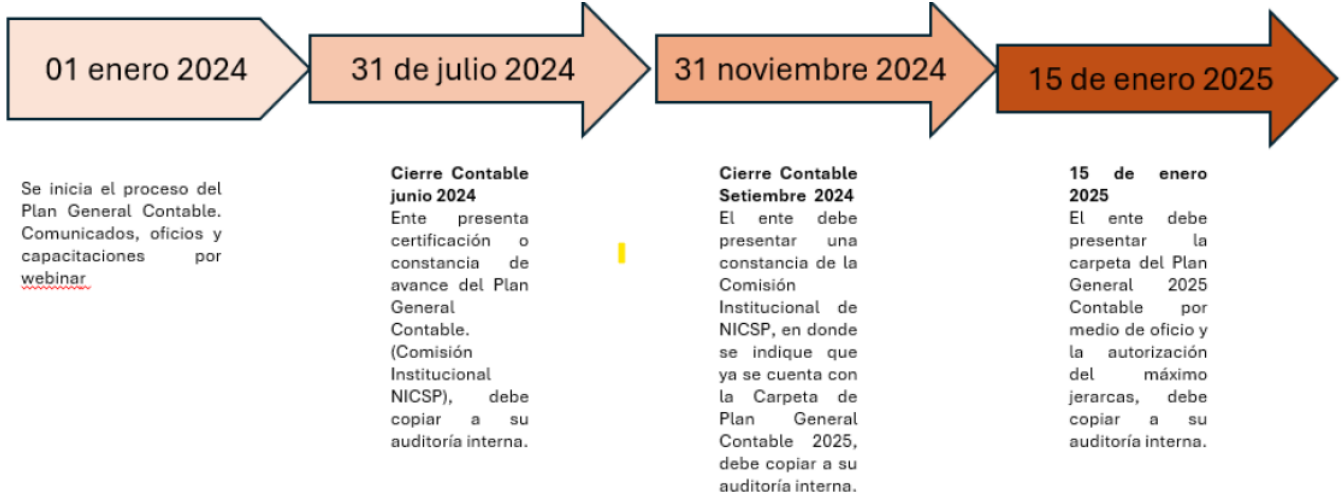 01 enero 2024
31 de julio 2024
31 noviembre 2024
15 de enero 2025
Se inicia el proceso del
Plan General Contable.
Comunicados, oficios y
capacitaciones por
webinar
Cierre Contable
junio 2024
Ente presenta
certificación o
constancia de
avance del Plan
General
Contable.
(Comisión
Institucional
NICSP), debe
copiar a su
auditoría interna.
Cierre Contable
Setiembre 2024
El ente debe
presentar una
constancia de la
Comisión
Institucional de
NICSP, en donde
se indique que
ya se cuenta con
la Carpeta de
Plan General
Contable 2025,
debe copiar a su
auditoría interna.
15 de enero
2025
El ente debe
presentar la
carpeta del Plan
General 2025
Contable por
medio de oficio y
la autorización
del máximo
jerarcas, debe
copiar a su
auditoría interna.